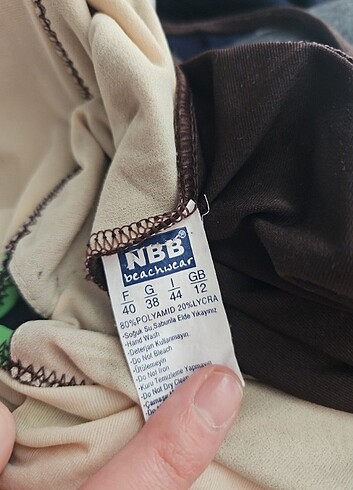 NBB®
beachwear
F G I GB
40 38 44 12
80%POLYAMID 20%LYCRA
-Soğuk Su,Sabunla Elde Yıkayınız
-Hand Wash
-Deterjan Kullanmayın.
-Do Not Bleach
-Ütülemeyin
-Do Not Iron
-Kuru Temizleme Yapmayın
-Do Not Dry Clean